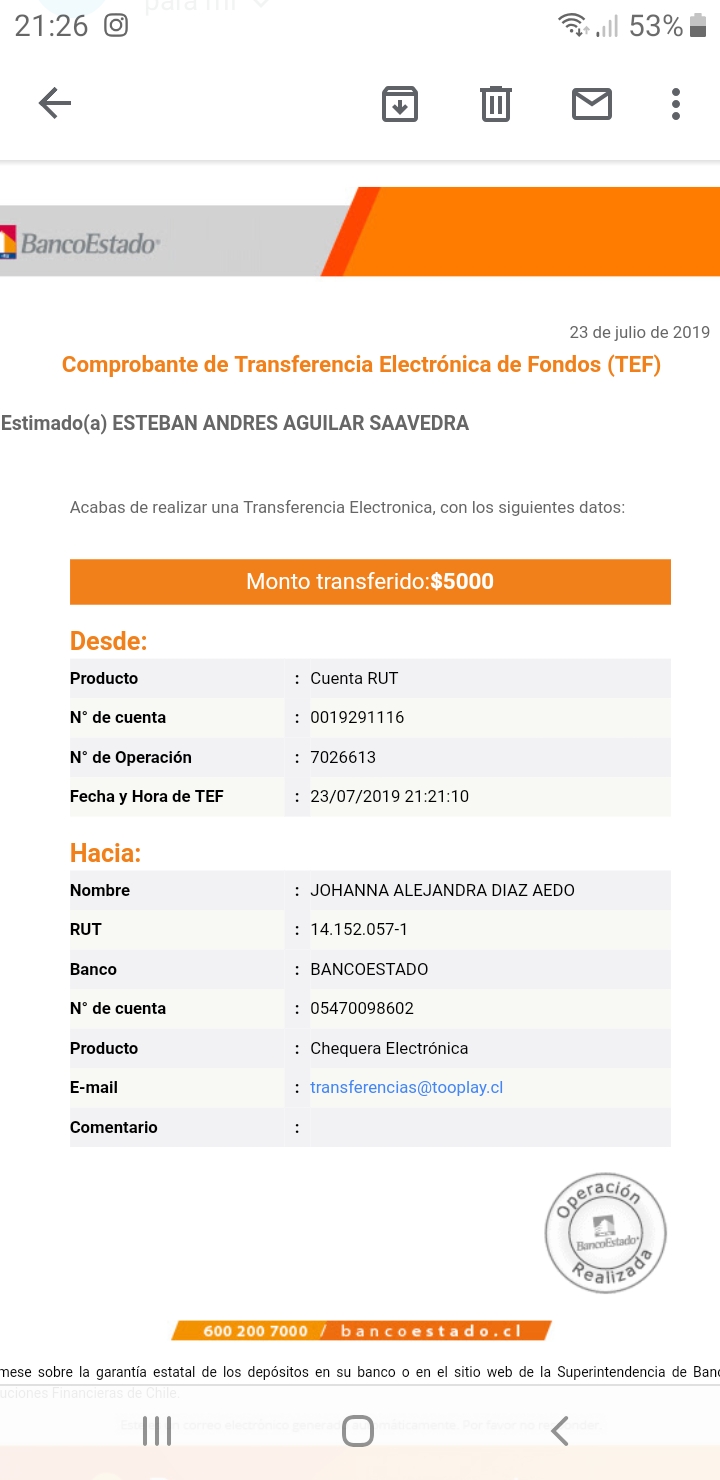 para mí
21:26 53%
BancoEstado
23 de julio de 2019
Comprobante de Transferencia Electrónica de Fondos (TEF)
Estimado(a) ESTEBAN ANDRES AGUILAR SAAVEDRA
Acabas de realizar una Transferencia Electronica, con los siguientes datos:
Monto transferido:$5000
Desde:
Producto : Cuenta RUT
N° de cuenta : 0019291116
N° de Operación : 7026613
Fecha y Hora de TEF : 23/07/2019 21:21:10
Hacia:
Nombre : JOHANNA ALEJANDRA DIAZ AEDO
RUT : 14.152.057-1
Banco : BANCOESTADO
N° de cuenta : 05470098602
Producto : Chequera Electrónica
E-mail : transferencias@tooplay.cl
Comentario :
Operación
BancoEstado
Realizada
600 200 7000 / bancoestado.cl
mese sobre la garantía estatal de los depósitos en su banco o en el sitio web de la Superintendencia de Banc
uciones Financieras de Chile.
correo electrónico generado automáticamente. Por favor no responder